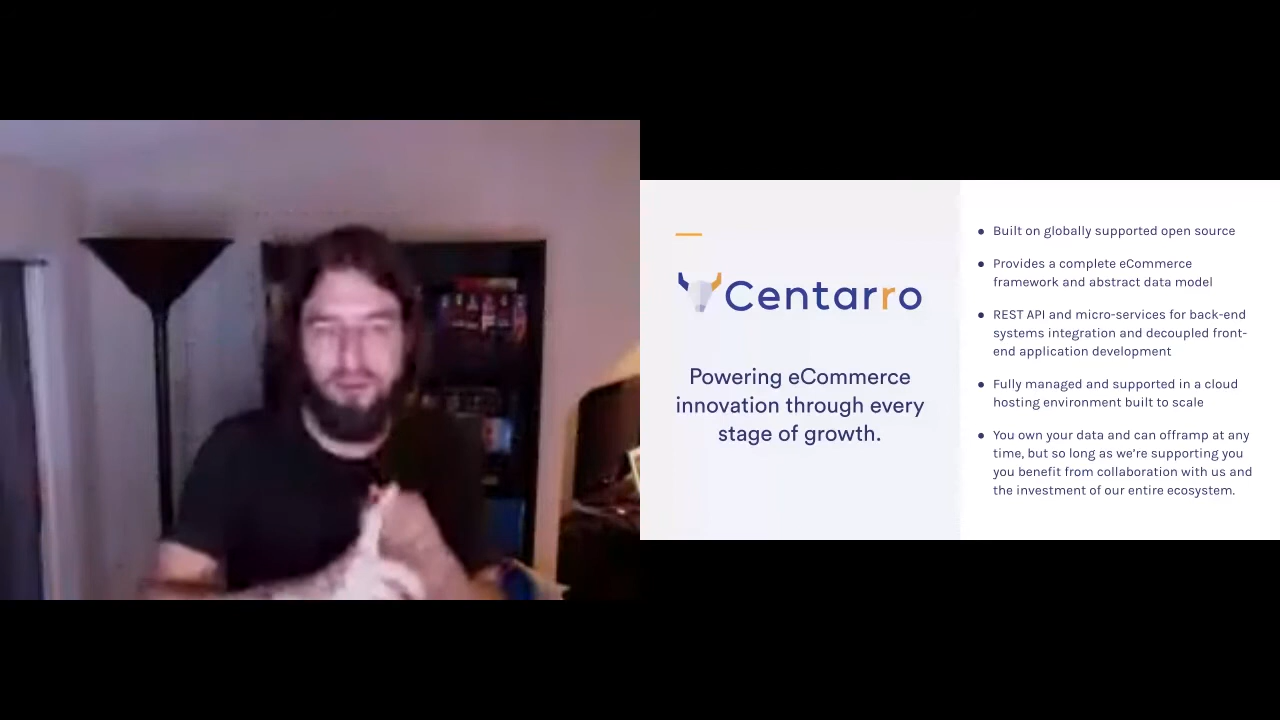 Centarro
Powering eCommerce
innovation through every
stage of growth.
● Built on globally supported open source
● Provides a complete eCommerce
framework and abstract data model
● REST API and micro-services for back-end
systems integration and decoupled front-
end application development
● Fully managed and supported in a cloud
hosting environment built to scale
● You own your data and can offramp at any
time, but so long as we're supporting you
you benefit from collaboration with us and
the investment of our entire ecosystem.